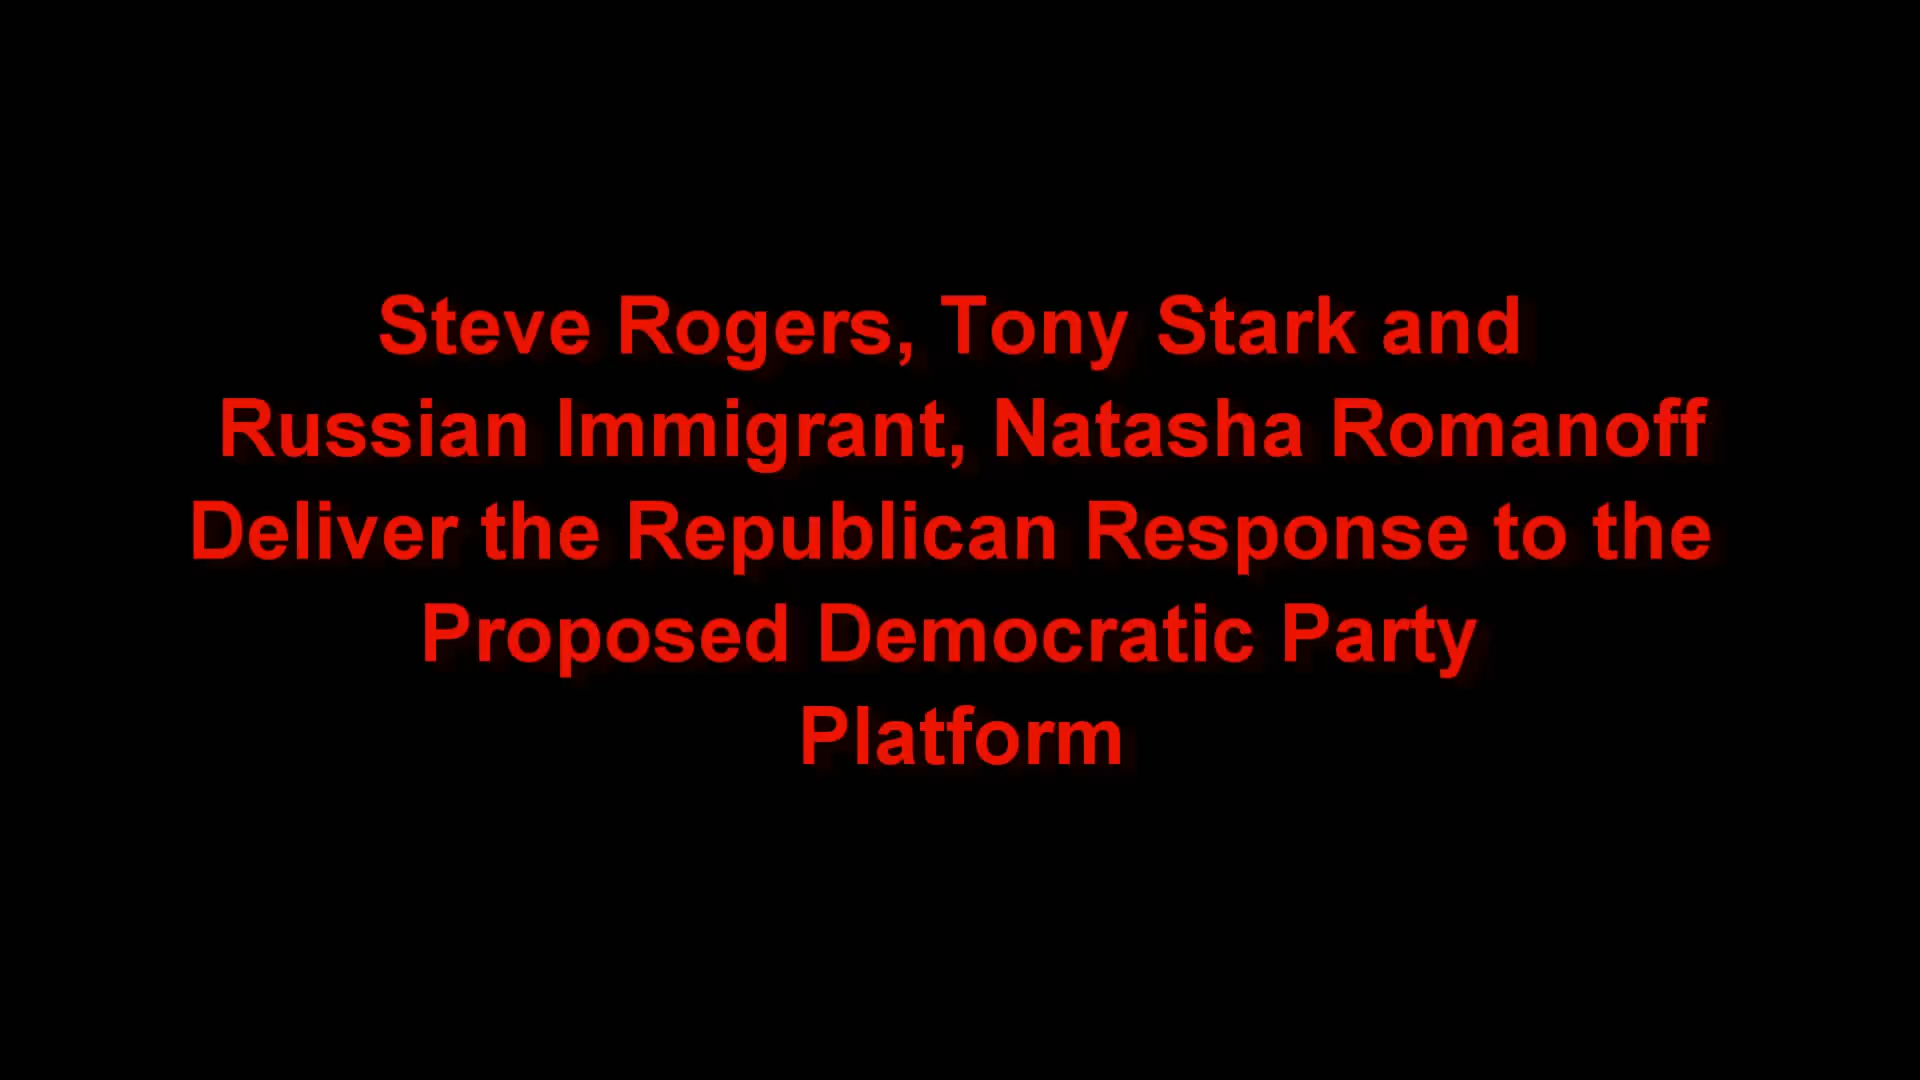 Steve Rogers, Tony Stark and
Russian Immigrant, Natasha Romanoff
Deliver the Republican Response to the
Proposed Democratic Party
Platform